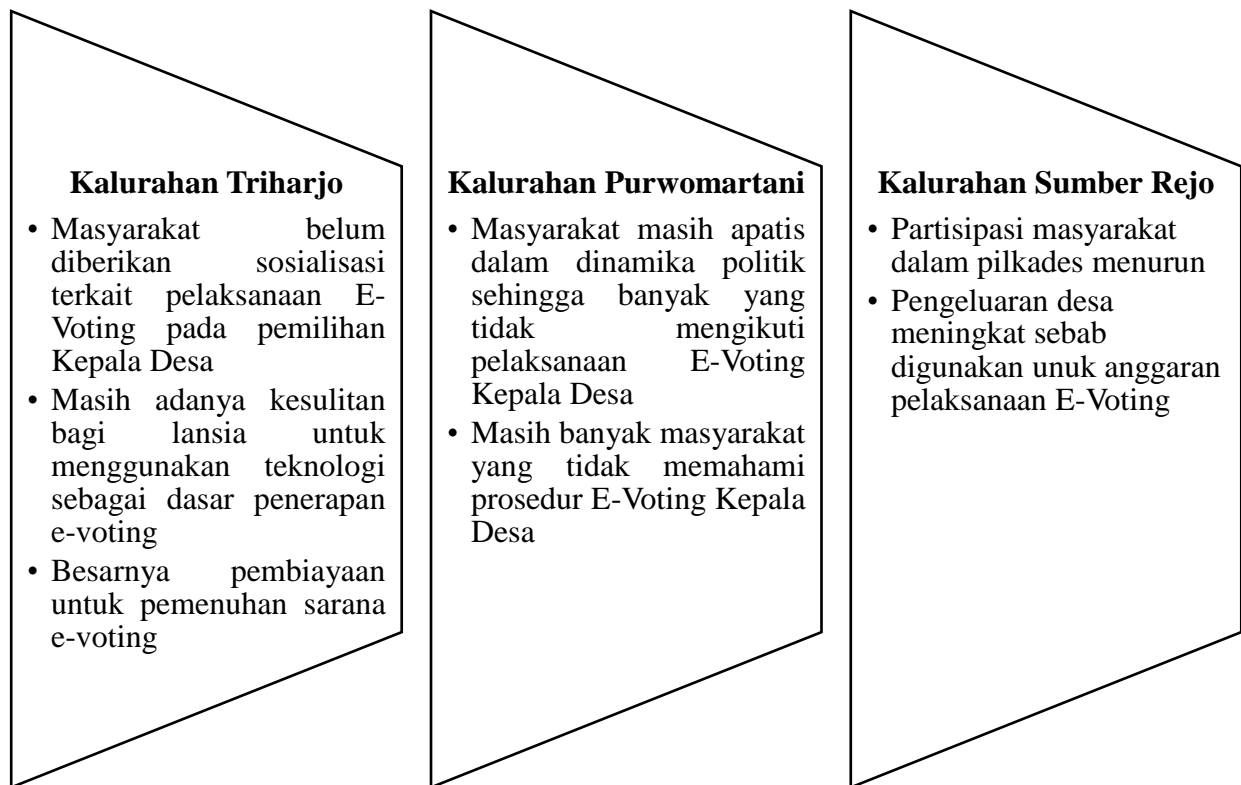 Kalurahan Triharjo
• Masyarakat belum
diberikan sosialisasi
terkait pelaksanaan E-
Voting pada pemilihan
Kepala Desa
• Masih adanya kesulitan
bagi lansia untuk
menggunakan teknologi
sebagai dasar penerapan
e-voting
• Besarnya pembiayaan
untuk pemenuhan sarana
e-voting
Kalurahan Purwomartani
• Masyarakat masih apatis
dalam dinamika politik
sehingga banyak yang
tidak mengikuti
pelaksanaan E-Voting
Kepala Desa
• Masih banyak masyarakat
yang tidak memahami
prosedur E-Voting Kepala
Desa
Kalurahan Sumber Rejo
• Partisipasi masyarakat
dalam pilkades menurun
• Pengeluaran desa
meningkat sebab
digunakan unuk anggaran
pelaksanaan E-Voting